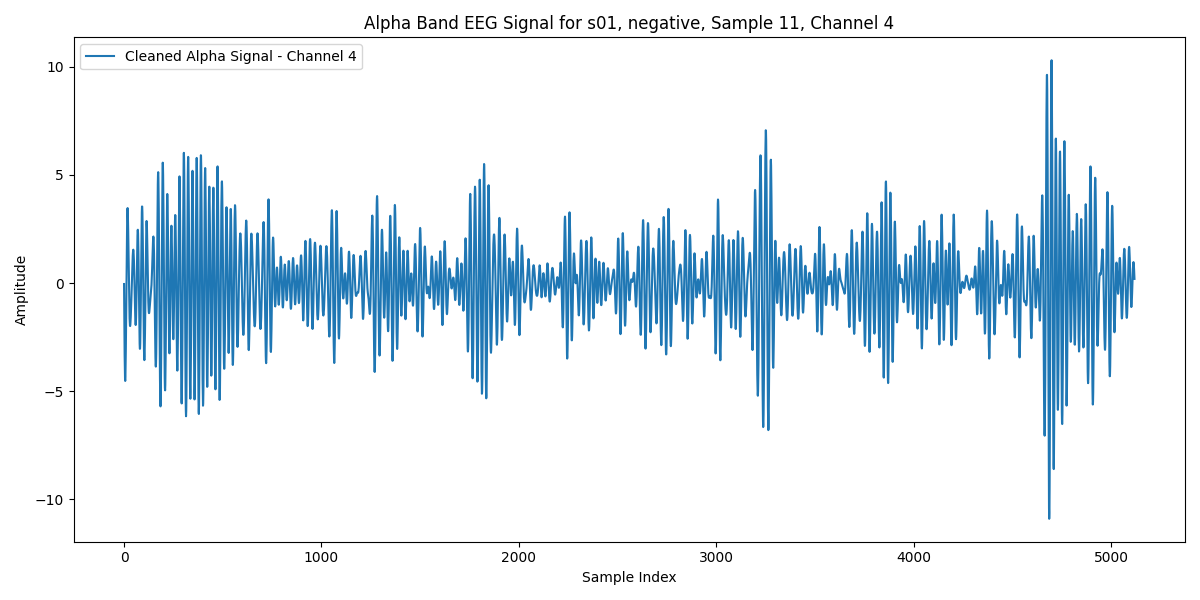 Alpha Band EEG Signal for s01, negative, Sample 11, Channel 4
Cleaned Alpha Signal - Channel 4
Amplitude
10
5
0
−5
−10
0 1000 2000 3000 4000 5000
Sample Index